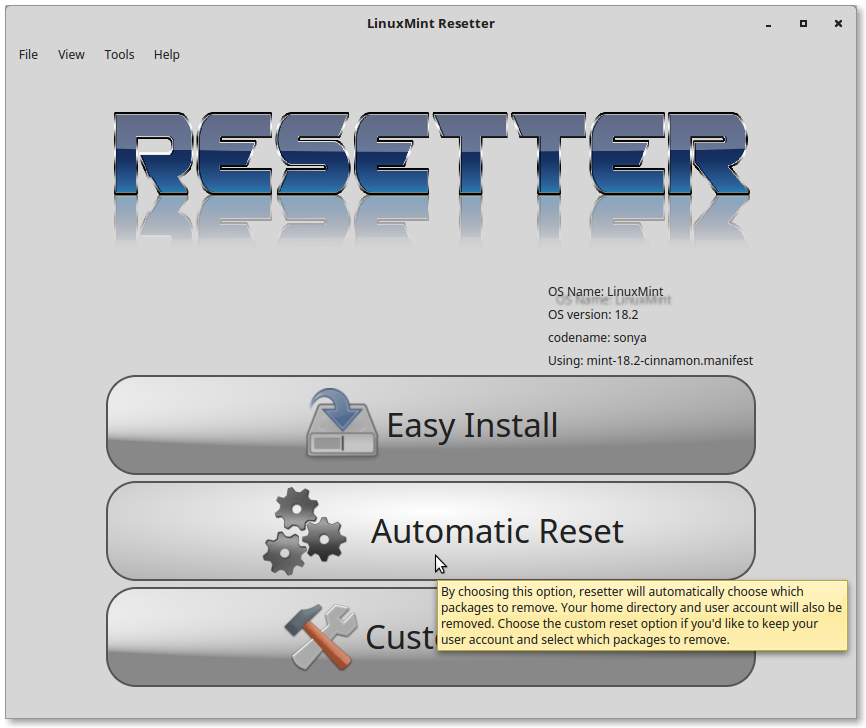 LinuxMint Resetter
File View Tools Help
RESETTER
OS Name: LinuxMint
OS version: 18.2
codename: sonya
Using: mint-18.2-cinnamon.manifest
Easy Install
Automatic Reset
By choosing this option, resetter will automatically choose which
packages to remove. Your home directory and user account will also be
removed. Choose the custom reset option if you'd like to keep your
user account and select which packages to remove.